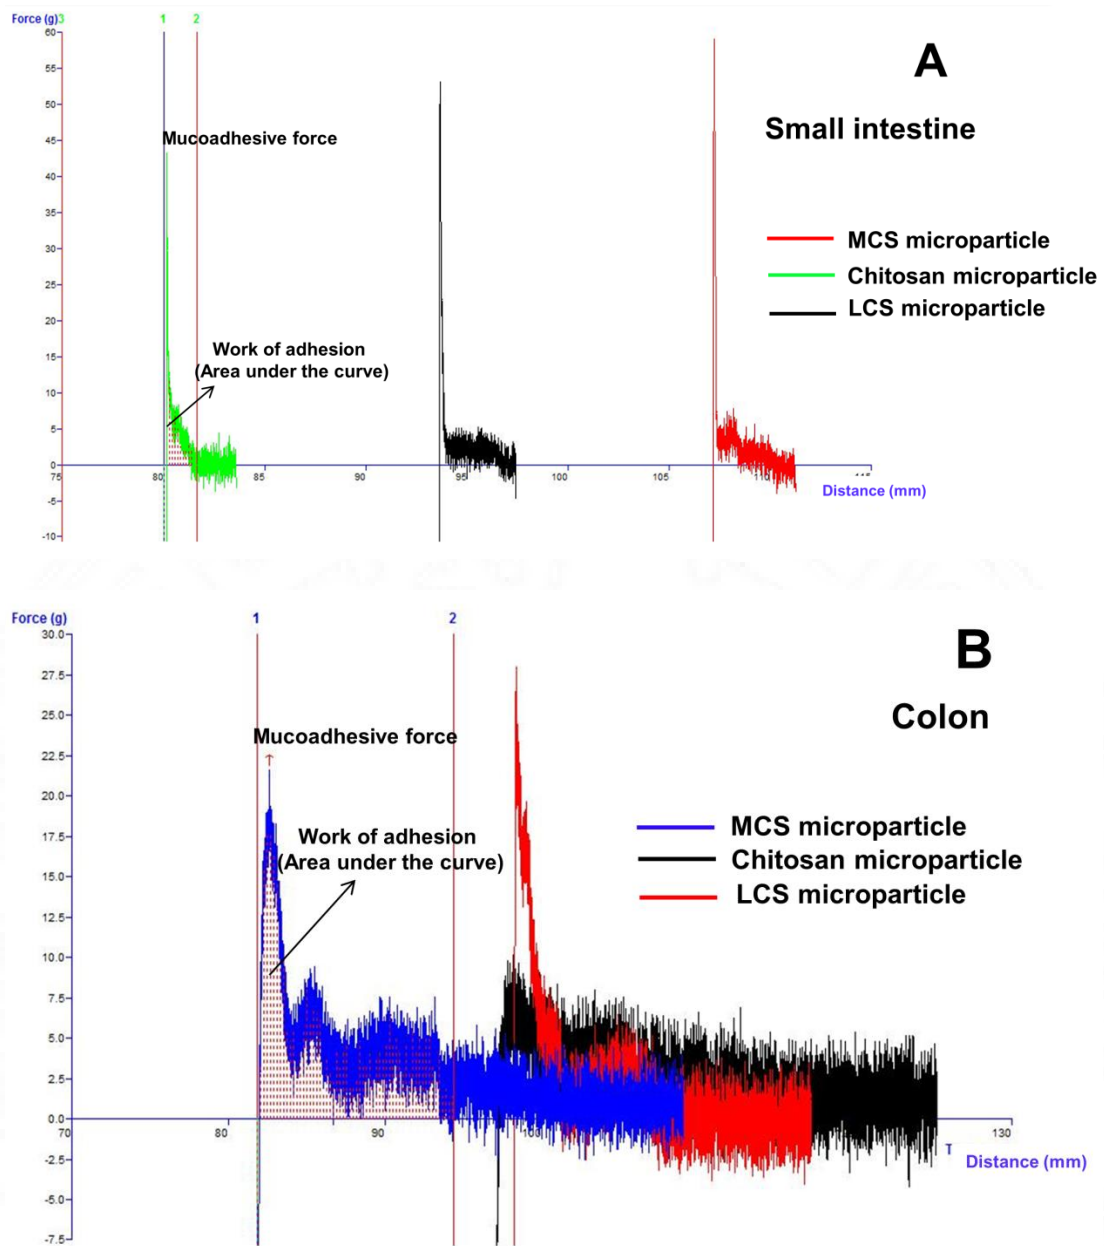 Force (g)3 1 2
60
55
50
45
40
35
30
25
20
15
10
5
0
-5
-10
75 80 85 90 95 100 105 110 115
Distance (mm)
A
Small intestine
Mucoadhesive force
Work of adhesion
(Area under the curve)
MCS microparticle
Chitosan microparticle
LCS microparticle
Force (g) 1 2
30.0
27.5
25.0
22.5
20.0
17.5
15.0
12.5
10.0
7.5
5.0
2.5
0.0
-2.5
-5.0
-7.5
70 80 90 100 130
T
Distance (mm)
B
Colon
Mucoadhesive force
Work of adhesion
(Area under the curve)
MCS microparticle
Chitosan microparticle
LCS microparticle